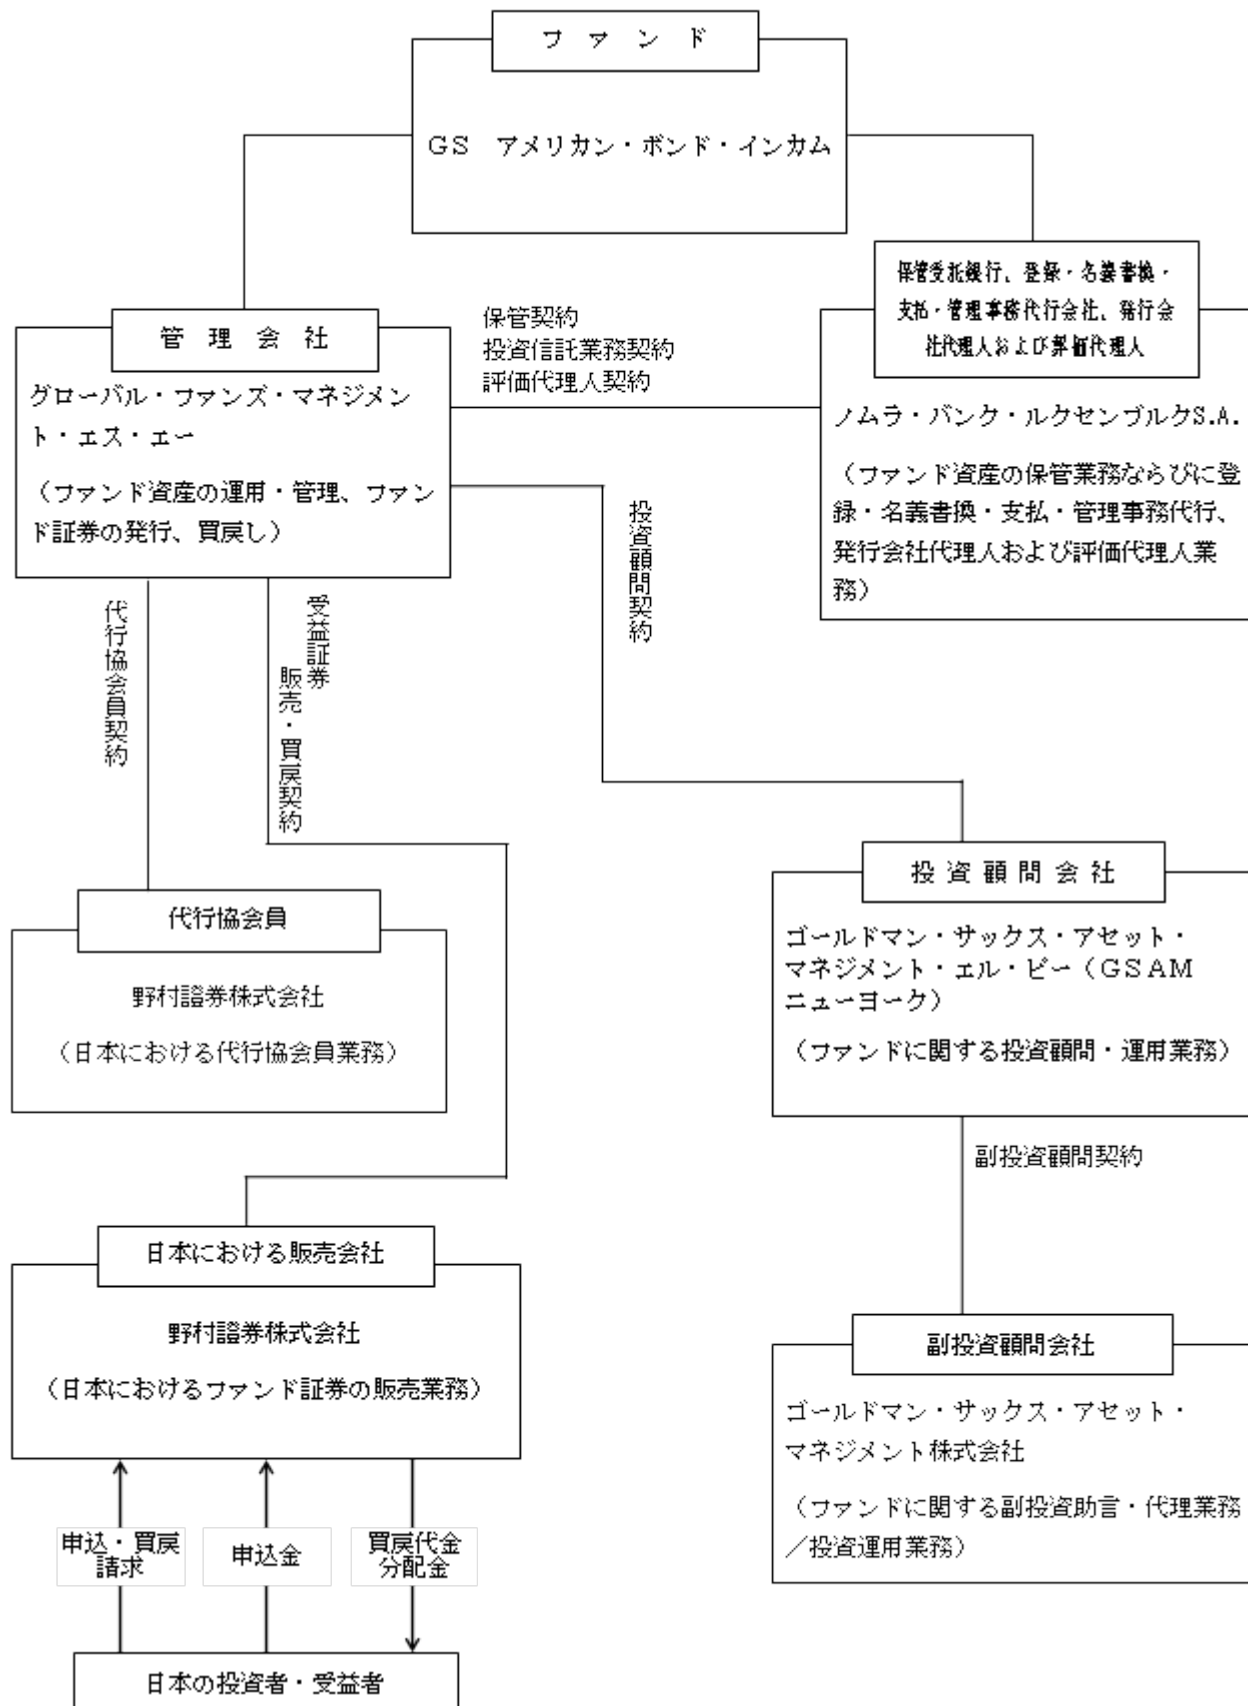 ファンド
GS　アメリカン・ボンド・インカム
保管受託銀行、登録・名義書換・
支払・管理事務代行会社、発行会
社代理人および評価代理人
管理会社
グローバル・ファンズ・マネジメン
ト・エス・エー
（ファンド資産の運用・管理、ファン
ド証券の発行、買戻し）
保管契約
投資信託業務契約
評価代理人契約
ノムラ・バンク・ルクセンブルクS.A.
（ファンド資産の保管業務ならびに登
録・名義書換・支払・管理事務代行、
発行会社代理人および評価代理人業
務）
代行協会員契約
受益証券
販売・買戻契約
投資顧問契約
代行協会員
野村證券株式会社
（日本における代行協会員業務）
投資顧問会社
ゴールドマン・サックス・アセット・
マネジメント・エル・ピー（GSAM
ニューヨーク）
（ファンドに関する投資顧問・運用業務）
副投資顧問契約
日本における販売会社
野村證券株式会社
（日本におけるファンド証券の販売業務）
副投資顧問会社
ゴールドマン・サックス・アセット・
マネジメント株式会社
（ファンドに関する副投資助言・代理業務
／投資運用業務）
申込・買戻
請求
申込金
買戻代金
分配金
日本の投資者・受益者